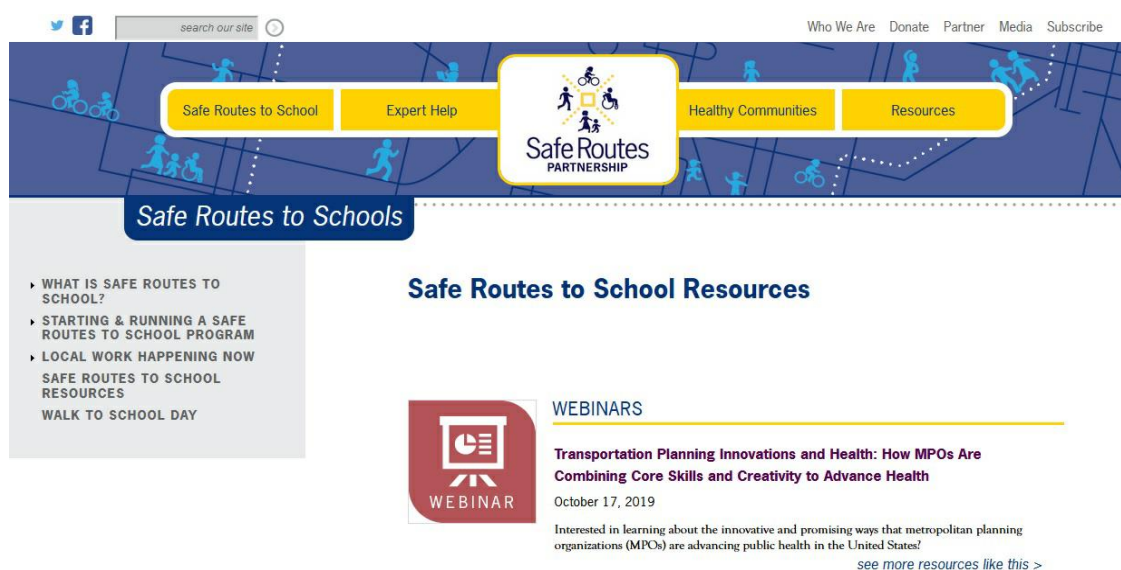 search our site
Who We Are Donate Partner Media Subscribe
Safe Routes to School Expert Help Healthy Communities Resources
Safe Routes
PARTNERSHIP
Safe Routes to Schools
WHAT IS SAFE ROUTES TO
SCHOOL?
STARTING & RUNNING A SAFE
ROUTES TO SCHOOL PROGRAM
LOCAL WORK HAPPENING NOW
SAFE ROUTES TO SCHOOL
RESOURCES
WALK TO SCHOOL DAY
Safe Routes to School Resources
WEBINAR
WEBINARS
Transportation Planning Innovations and Health: How MPOs Are
Combining Core Skills and Creativity to Advance Health
October 17, 2019
Interested in learning about the innovative and promising ways that metropolitan planning
organizations (MPOs) are advancing public health in the United States?
see more resources like this >